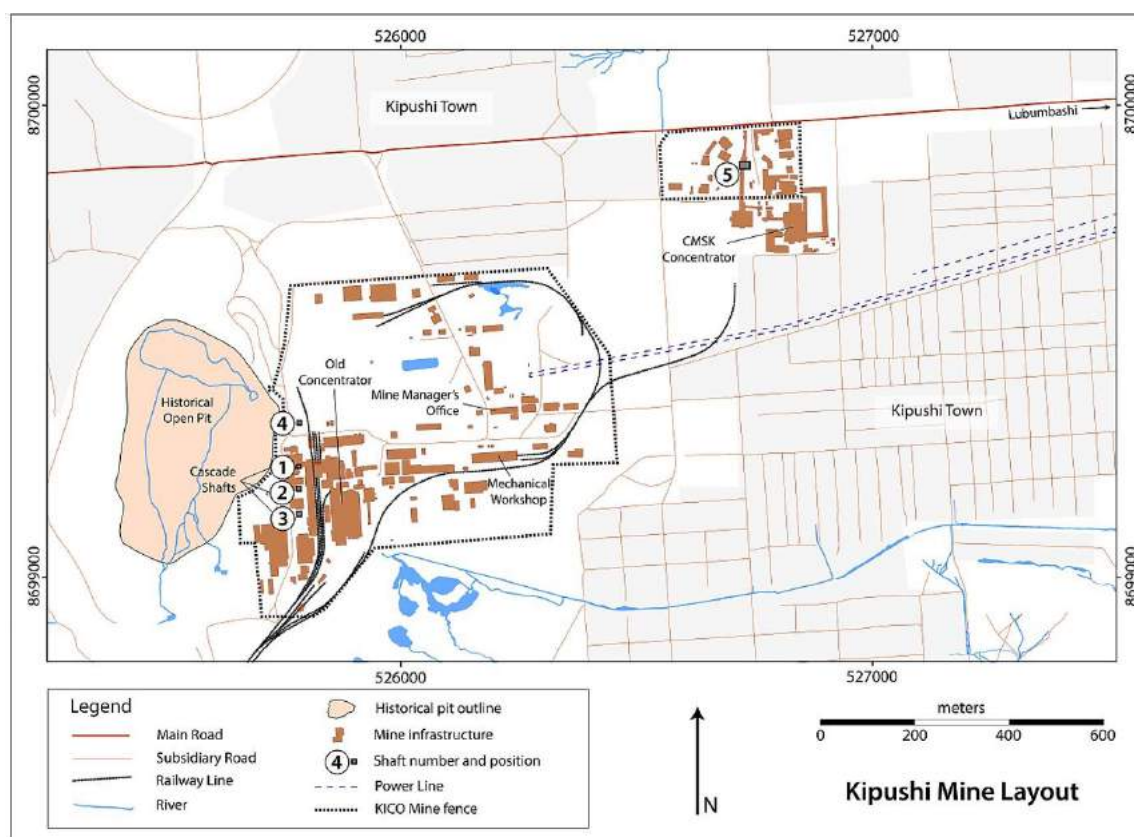 526000
527000
8700000
8700000
Kipushi Town
Lubumbashi
5
CMSK
Concentrator
Old
Concentrator
Historical
Open Pit
Mine Manager's
Office
4
Kipushi Town
1
Cascade
Shafts
2
Mechanical
Workshop
3
8699000
8699000
526000
527000
Legend
Main Road
Subsidiary Road
Railway Line
River
Historical pit outline
Mine infrastructure
4 Shaft number and position
Power Line
KICO Mine fence
N
meters
0 200 400 600
Kipushi Mine Layout